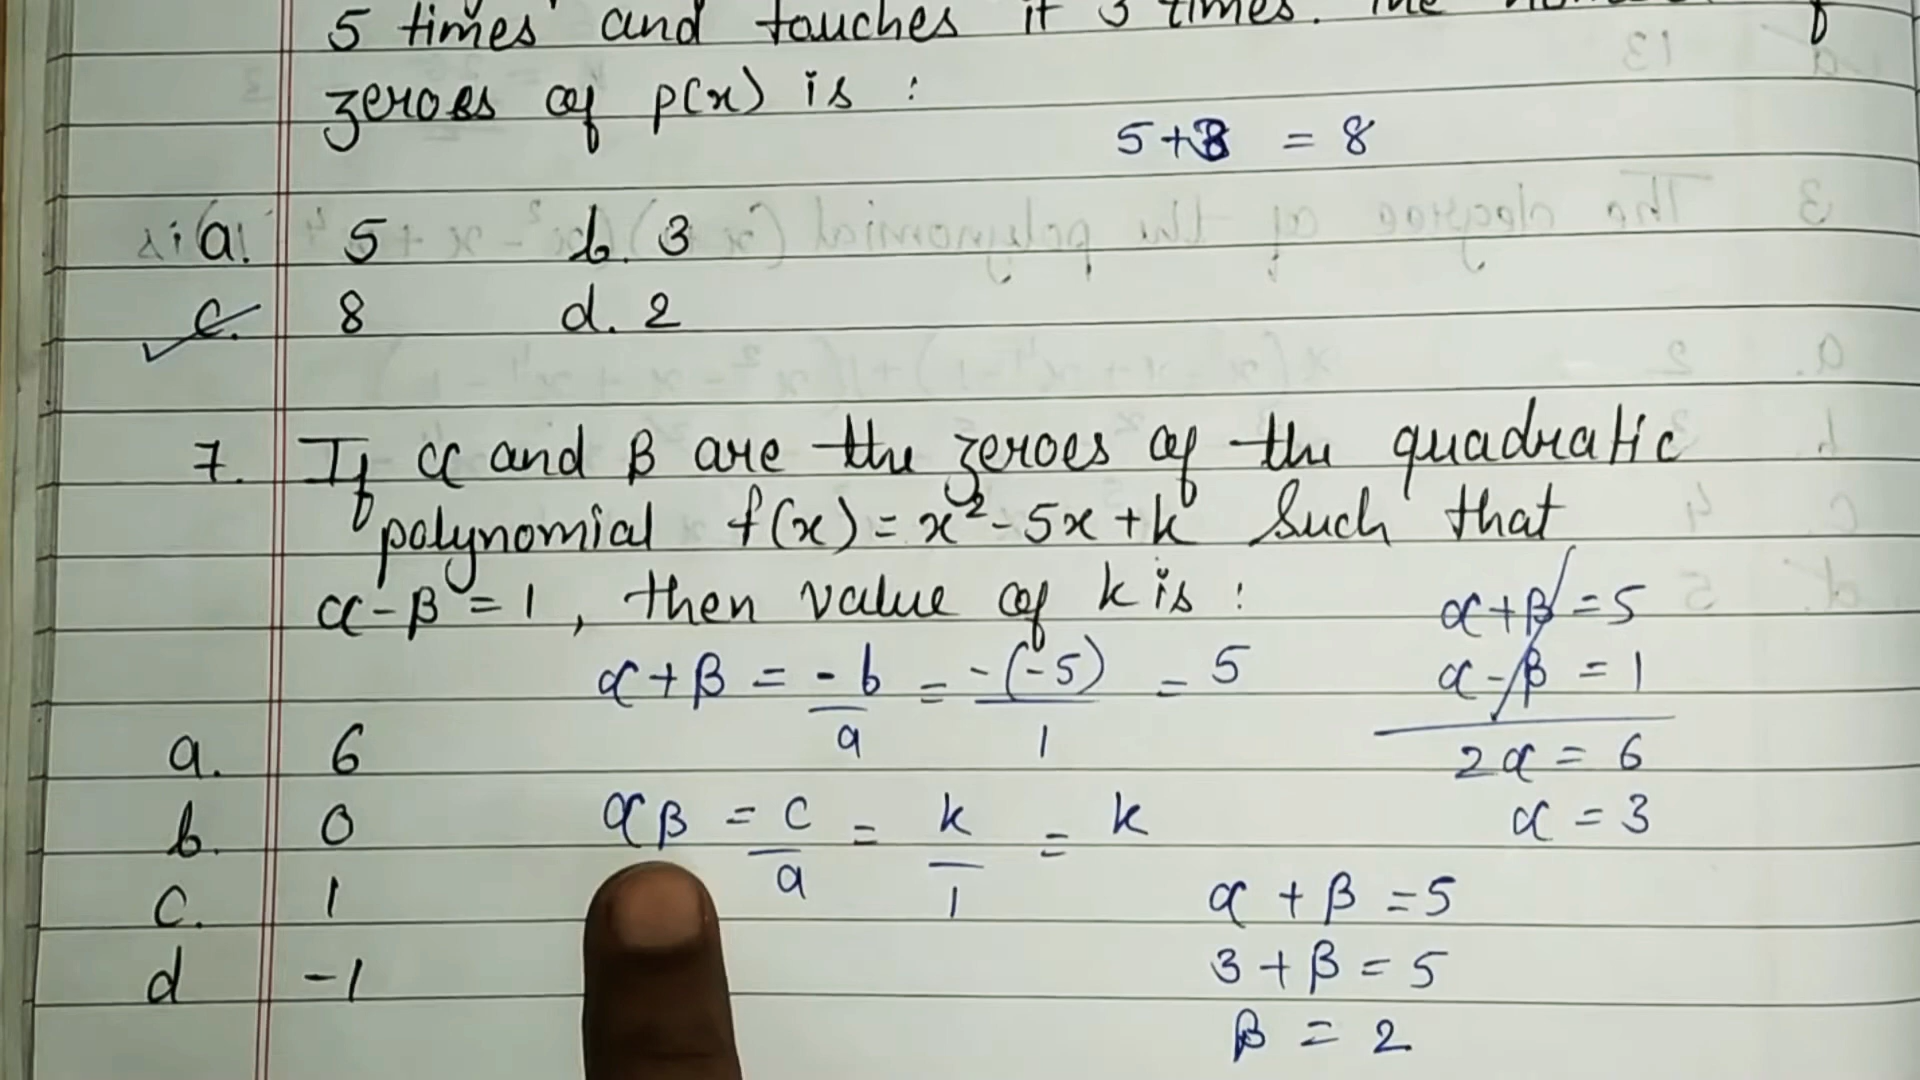 5 times and touches it 3 times. The
zeroes of p(x) is :
5+3 = 8
a. 5 b. 3
c. 8 d. 2
7. If α and β are the zeroes of the quadratic
polynomial f(x) = x² - 5x + k Such that
α - β = 1, then value of k is :
α + β = -b/a = -(-5)/1 = 5
α + β = 5
α - β = 1
2α = 6
α = 3
a. 6
b. 0
c. 1
d -1
αβ = c/a = k/1 = k
α + β = 5
3 + β = 5
β = 2